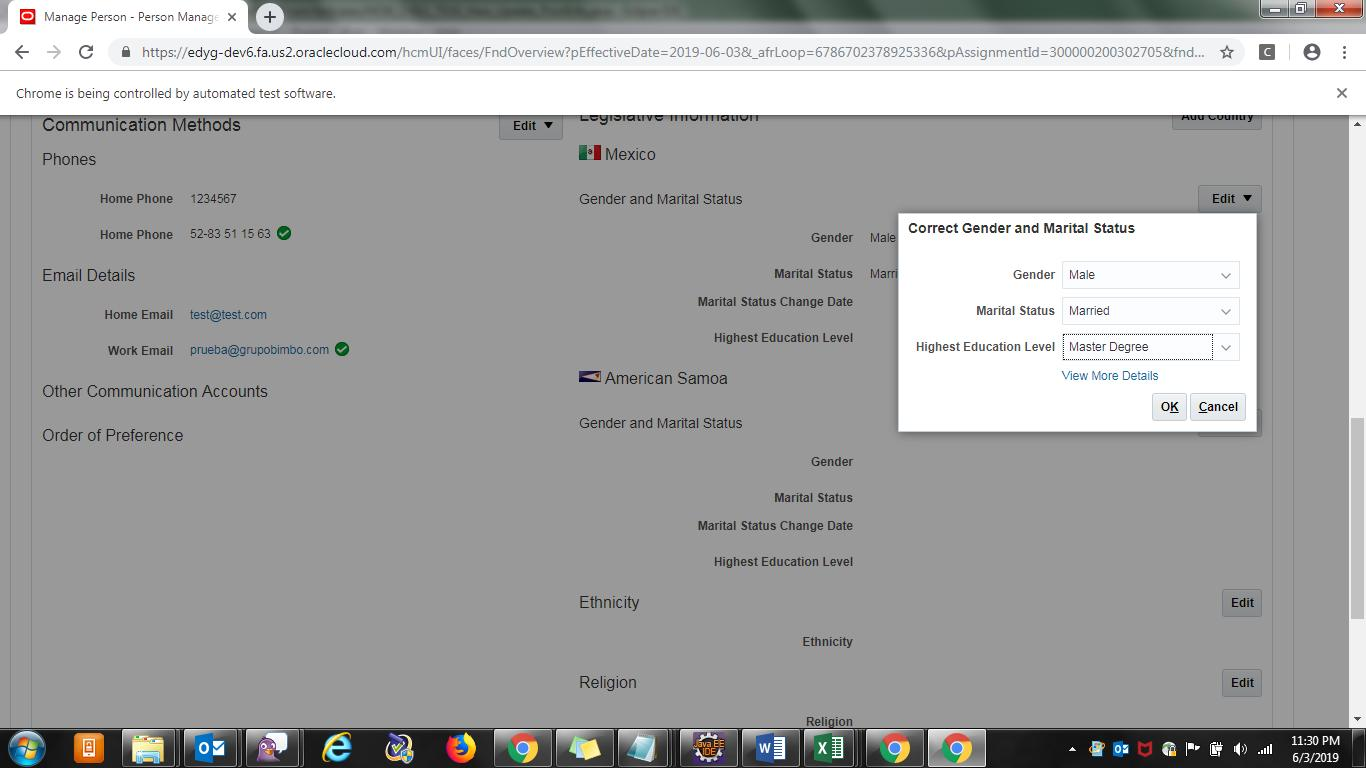 Manage Person - Person Manage
https://edyg-dev6.fa.us2.oraclecloud.com/hcmUI/faces/FndOverview?pEffectiveDate=2019-06-03&_afrLoop=6786702378925336&pAssignmentId=300000200302705&fnd...
C
Chrome is being controlled by automated test software.
Communication Methods
Edit
Phones
Home Phone 1234567
Home Phone 52-83 51 15 63
Email Details
Home Email test@test.com
Work Email prueba@grupobimbo.com
Other Communication Accounts
Order of Preference
Legislative Information
Add Country
Mexico
Gender and Marital Status
Edit
Gender Male
Marital Status Marri
Marital Status Change Date
Highest Education Level
American Samoa
Gender and Marital Status
Gender
Marital Status
Marital Status Change Date
Highest Education Level
Ethnicity
Edit
Ethnicity
Religion
Edit
Religion
Correct Gender and Marital Status
Gender Male
Marital Status Married
Highest Education Level Master Degree
View More Details
OK Cancel
Java EE
IDE
11:30 PM
6/3/2019